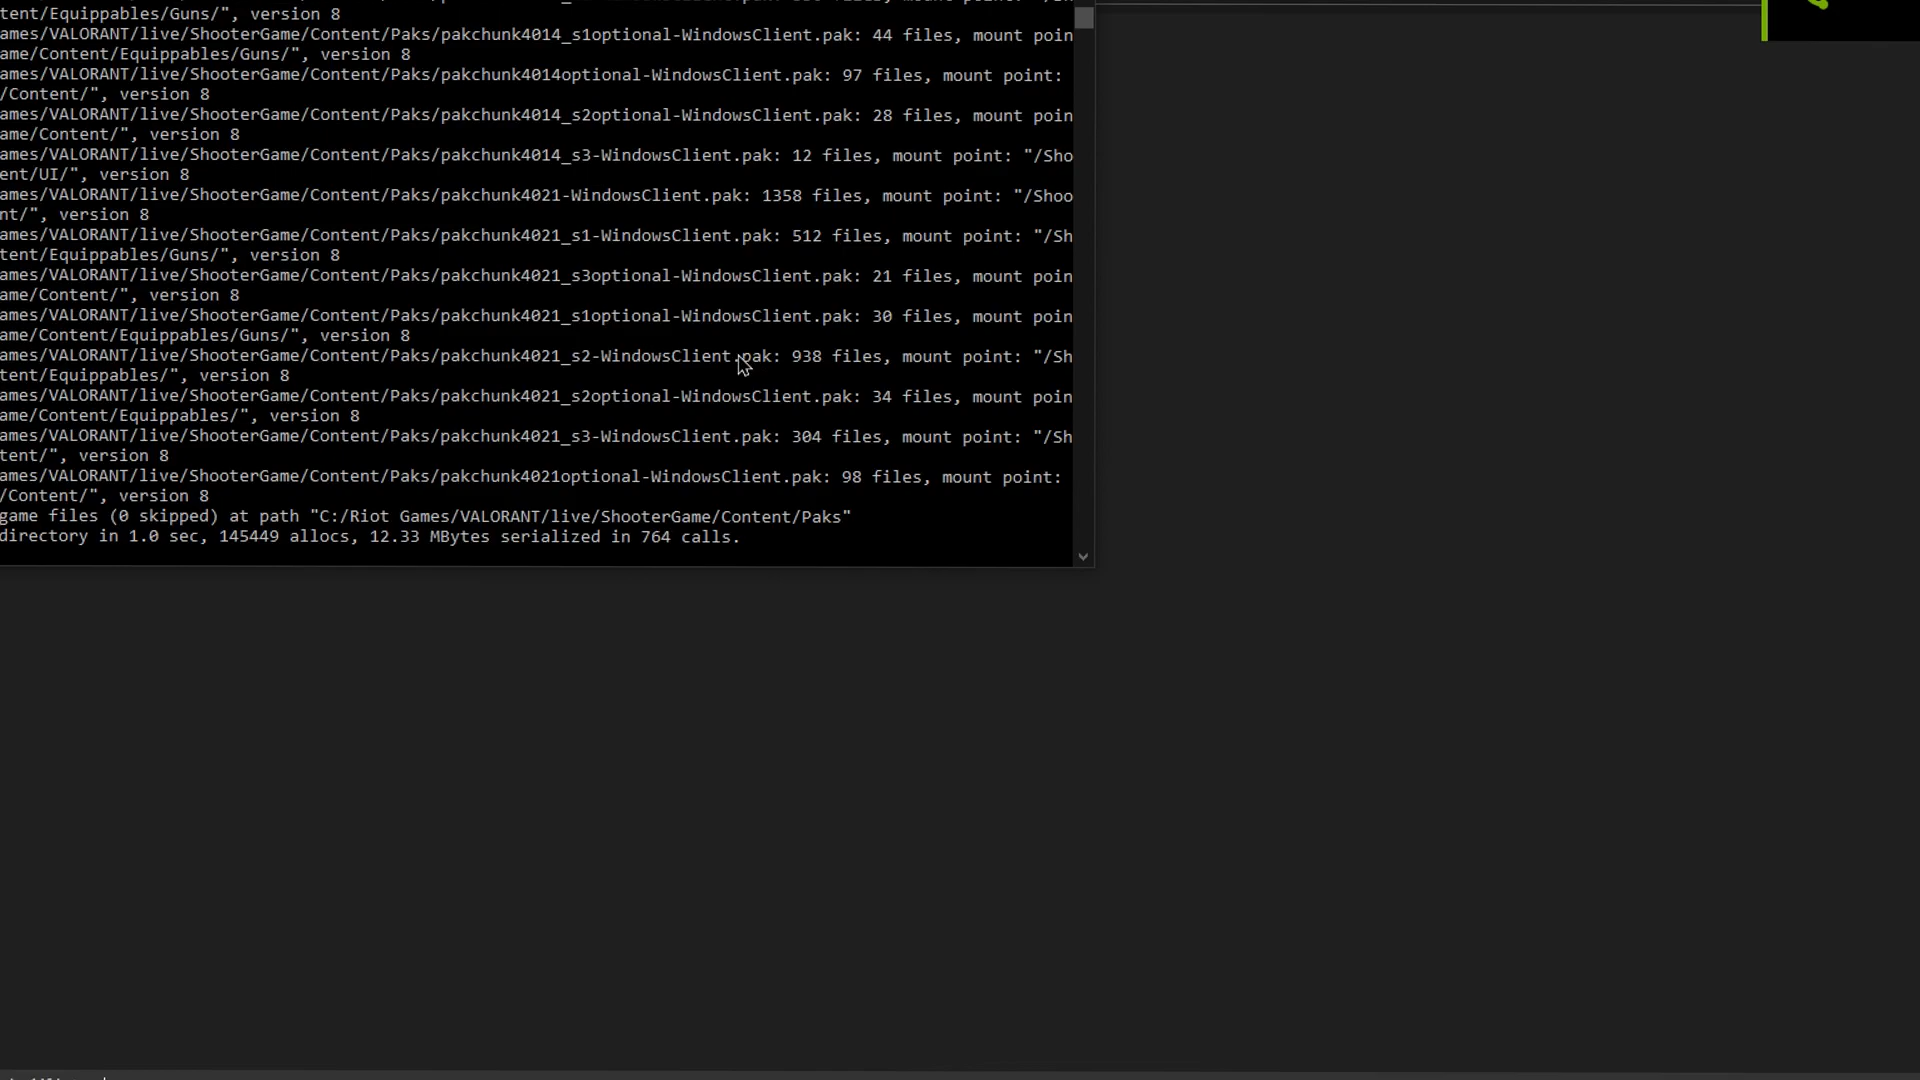 tent/Equippables/Guns/", version 8
ames/VALORANT/live/ShooterGame/Content/Paks/pakchunk4014_s1optional-WindowsClient.pak: 44 files, mount poin
ame/Content/Equippables/Guns/", version 8
ames/VALORANT/live/ShooterGame/Content/Paks/pakchunk4014optional-WindowsClient.pak: 97 files, mount point:
/Content/", version 8
ames/VALORANT/live/ShooterGame/Content/Paks/pakchunk4014_s2optional-WindowsClient.pak: 28 files, mount poin
ame/Content/", version 8
ames/VALORANT/live/ShooterGame/Content/Paks/pakchunk4014_s3-WindowsClient.pak: 12 files, mount point: "/Sho
ent/UI/", version 8
ames/VALORANT/live/ShooterGame/Content/Paks/pakchunk4021-WindowsClient.pak: 1358 files, mount point: "/Shoo
nt/", version 8
ames/VALORANT/live/ShooterGame/Content/Paks/pakchunk4021_s1-WindowsClient.pak: 512 files, mount point: "/Sh
tent/Equippables/Guns/", version 8
ames/VALORANT/live/ShooterGame/Content/Paks/pakchunk4021_s3optional-WindowsClient.pak: 21 files, mount poin
ame/Content/", version 8
ames/VALORANT/live/ShooterGame/Content/Paks/pakchunk4021_s1optional-WindowsClient.pak: 30 files, mount poin
ame/Content/Equippables/Guns/", version 8
ames/VALORANT/live/ShooterGame/Content/Paks/pakchunk4021_s2-WindowsClient.pak: 938 files, mount point: "/Sh
tent/Equippables/", version 8
ames/VALORANT/live/ShooterGame/Content/Paks/pakchunk4021_s2optional-WindowsClient.pak: 34 files, mount poin
ame/Content/Equippables/", version 8
ames/VALORANT/live/ShooterGame/Content/Paks/pakchunk4021_s3-WindowsClient.pak: 304 files, mount point: "/Sh
tent/", version 8
ames/VALORANT/live/ShooterGame/Content/Paks/pakchunk4021optional-WindowsClient.pak: 98 files, mount point:
/Content/", version 8
game files (0 skipped) at path "C:/Riot Games/VALORANT/live/ShooterGame/Content/Paks"
directory in 1.0 sec, 145449 allocs, 12.33 MBytes serialized in 764 calls.